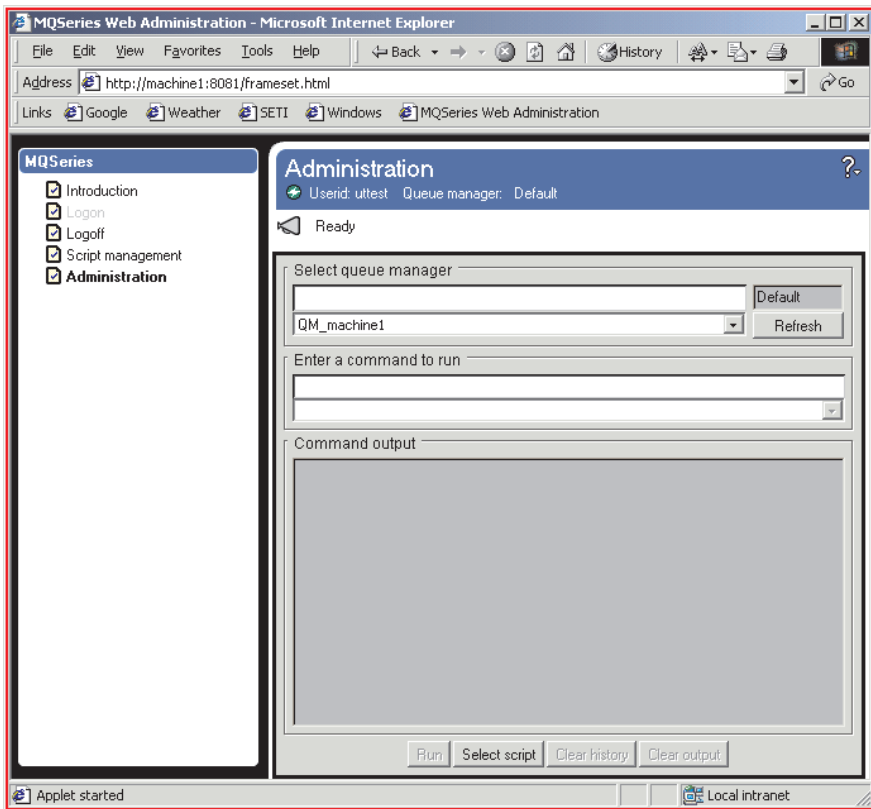 MQSeries Web Administration - Microsoft Internet Explorer
File Edit View Favorites Tools Help Back History
Address http://machine1:8081/frameset.html Go
Links Google Weather SETI Windows MQSeries Web Administration
MQSeries
Introduction
Logon
Logoff
Script management
Administration
Administration ?
Userid: uttest Queue manager: Default
Ready
Select queue manager
Default
QM_machine1 Refresh
Enter a command to run
Command output
Run Select script Clear history Clear output
Applet started Local intranet